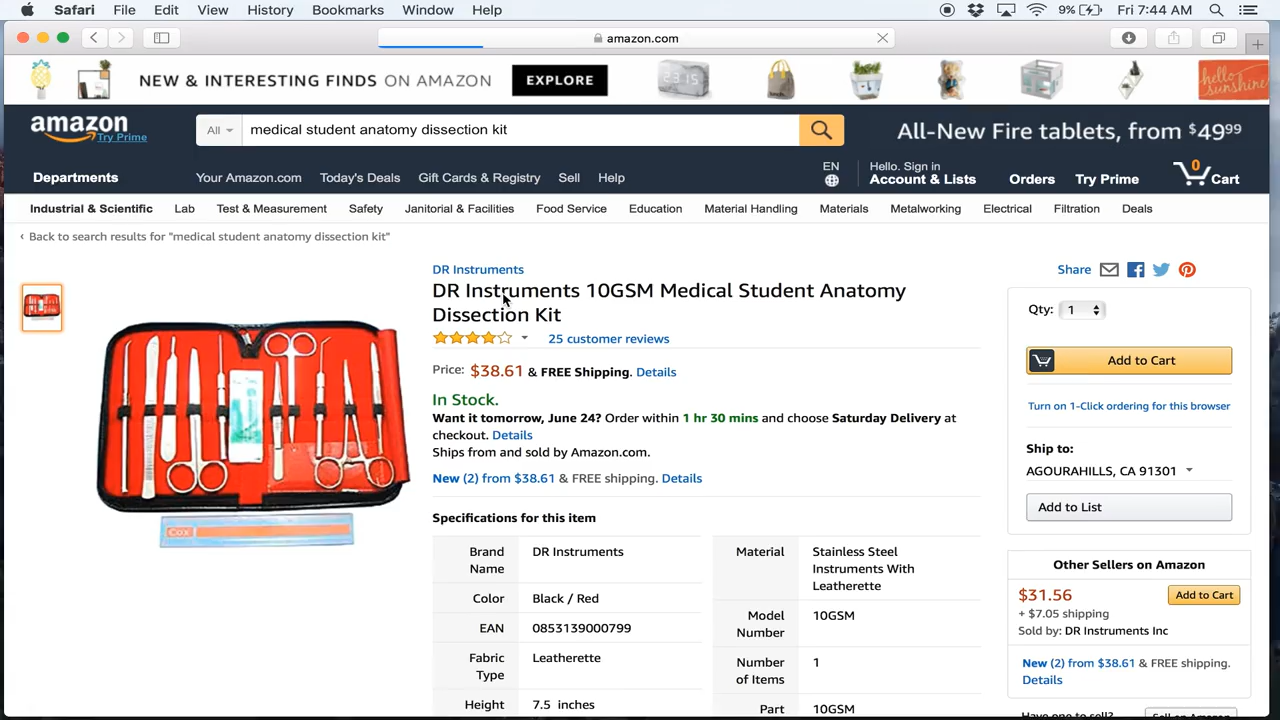 Safari File Edit View History Bookmarks Window Help 9% Fri 7:44 AM
amazon.com
NEW & INTERESTING FINDS ON AMAZON EXPLORE 2315 hello sunshine
amazon Try Prime All medical student anatomy dissection kit All-New Fire tablets, from $49.99
Departments Your Amazon.com Today's Deals Gift Cards & Registry Sell Help EN Hello. Sign in Account & Lists Orders Try Prime 0 Cart
Industrial & Scientific Lab Test & Measurement Safety Janitorial & Facilities Food Service Education Material Handling Materials Metalworking Electrical Filtration Deals
‹ Back to search results for "medical student anatomy dissection kit"
DR Instruments
DR Instruments 10GSM Medical Student Anatomy
Dissection Kit
25 customer reviews
Price: $38.61 & FREE Shipping. Details
In Stock.
Want it tomorrow, June 24? Order within 1 hr 30 mins and choose Saturday Delivery at
checkout. Details
Ships from and sold by Amazon.com.
New (2) from $38.61 & FREE shipping. Details
Specifications for this item
Brand Name DR Instruments
Color Black / Red
EAN 0853139000799
Fabric Type Leatherette
Height 7.5 inches
Material Stainless Steel
Instruments With
Leatherette
Model Number 10GSM
Number of Items 1
Part 10GSM
Share
Qty: 1
Add to Cart
Turn on 1-Click ordering for this browser
Ship to:
AGOURAHILLS, CA 91301
Add to List
Other Sellers on Amazon
$31.56 Add to Cart
+ $7.05 shipping
Sold by: DR Instruments Inc
New (2) from $38.61 & FREE shipping.
Details
Have one to sell? Sell on Amazon